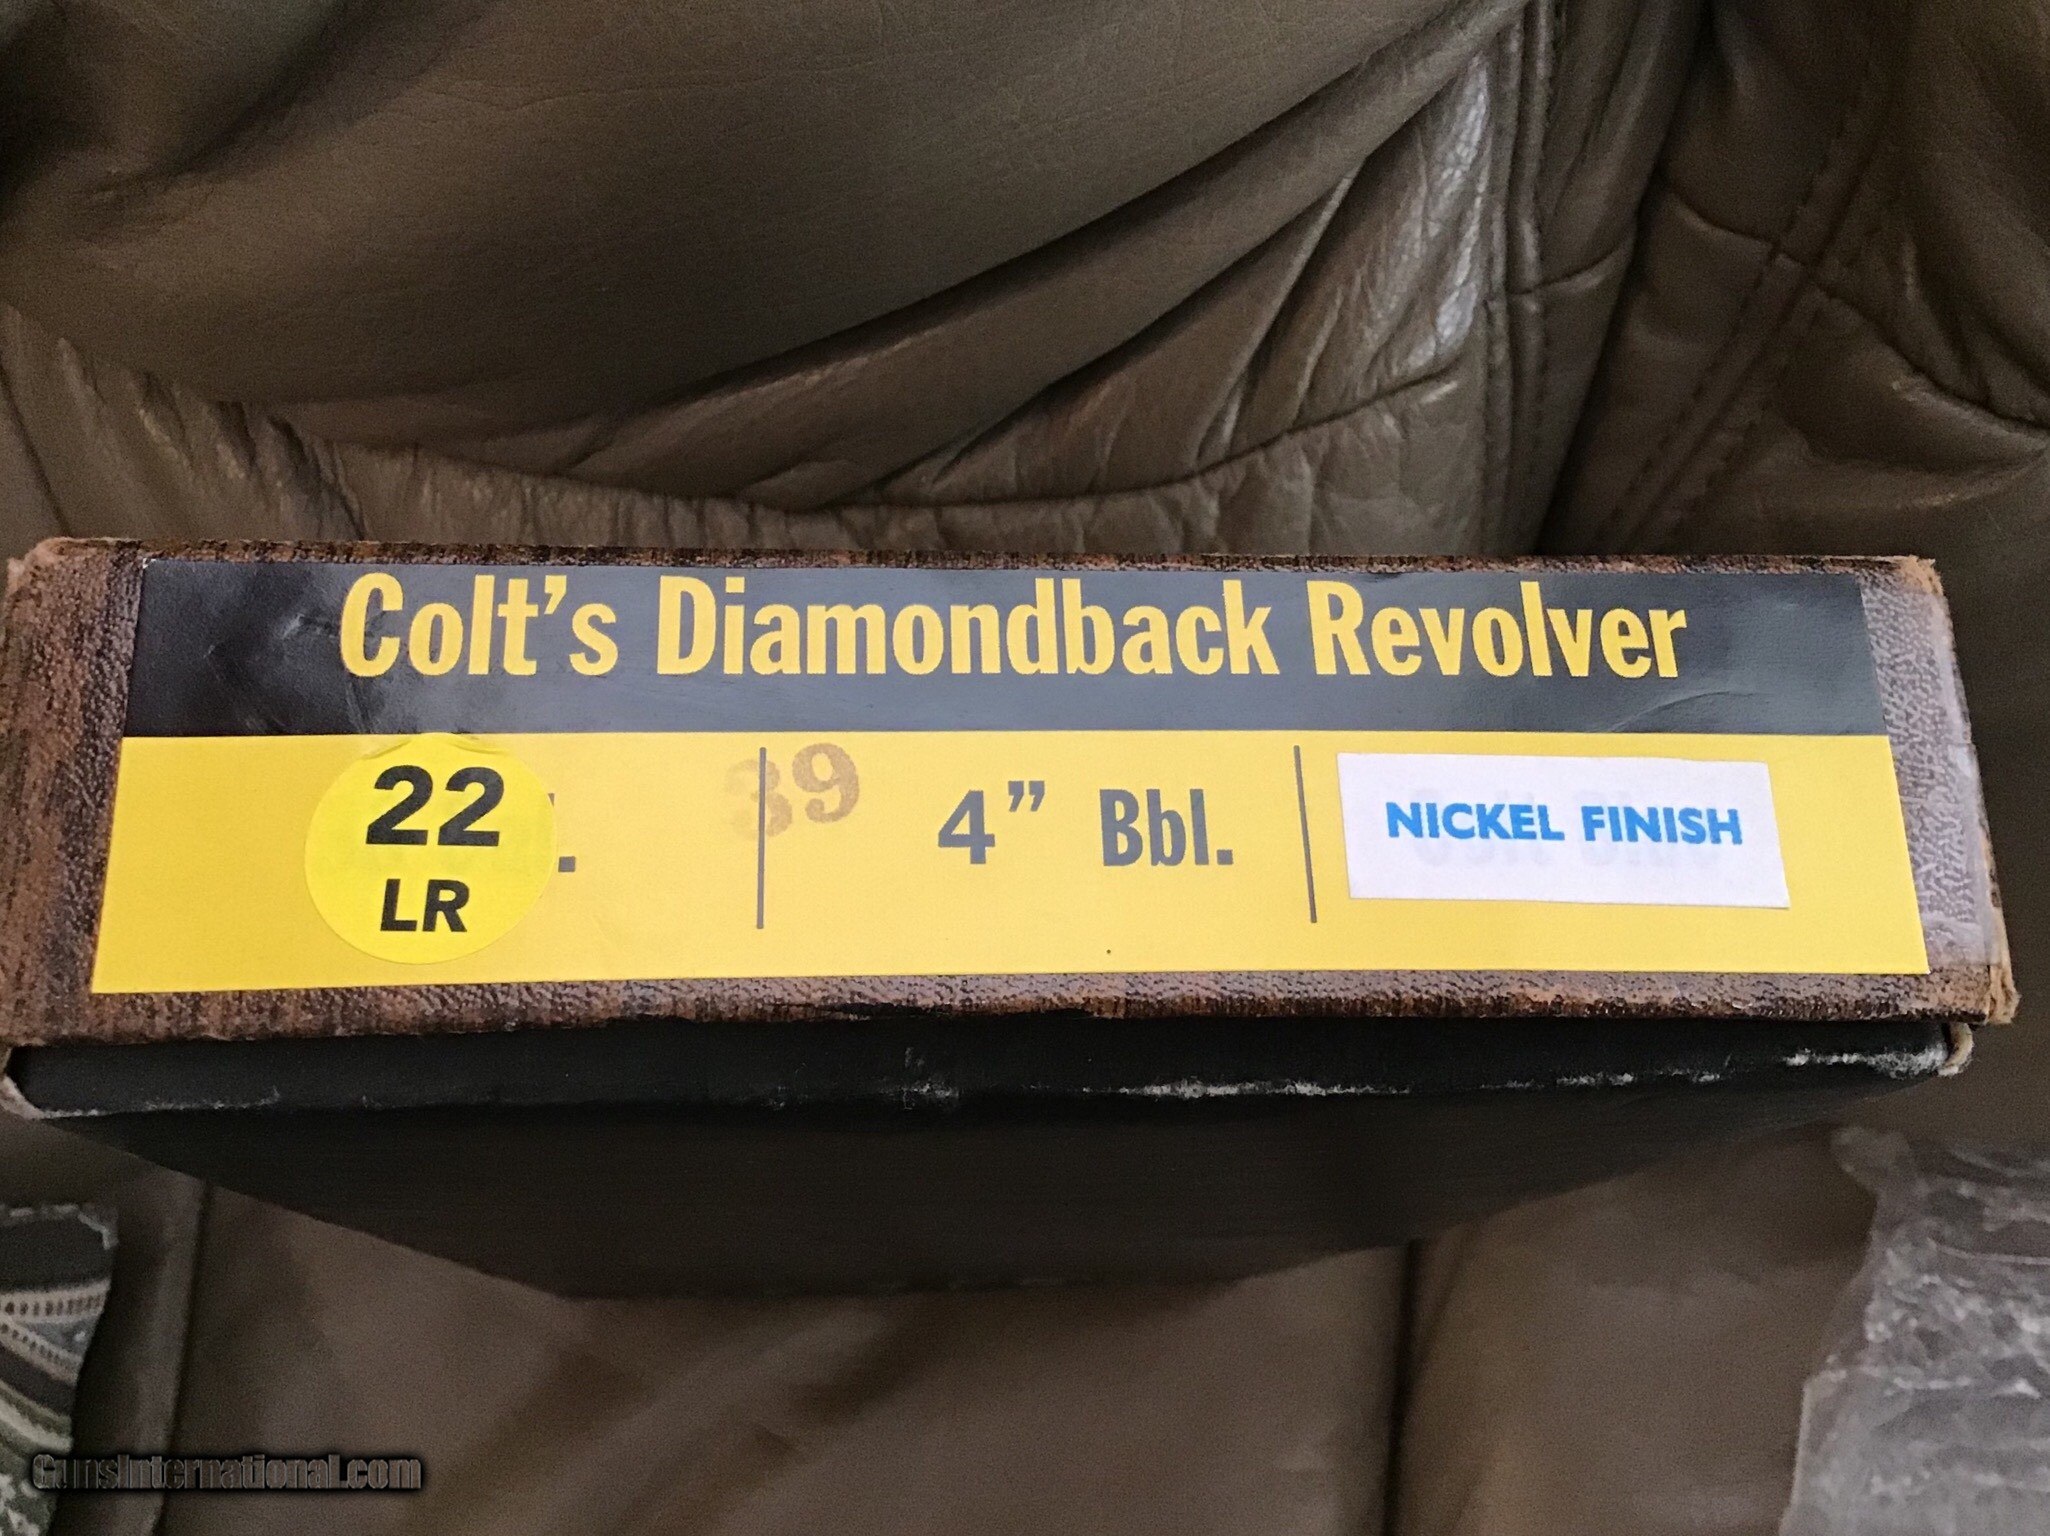 Colt's Diamondback Revolver
22
LR
.
39
4" Bbl.
NICKEL FINISH
GunsInternational.com